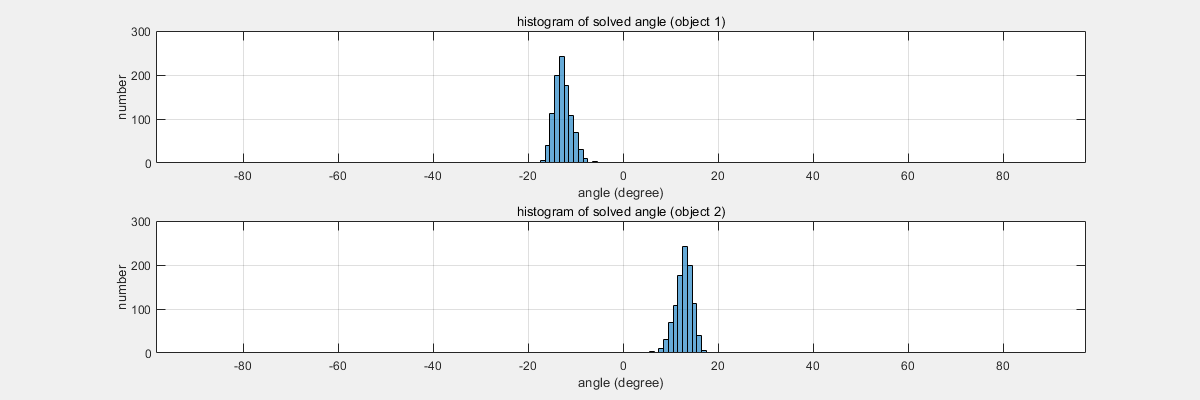 histogram of solved angle (object 1)
300
200
100
0
number
-80 -60 -40 -20 0 20 40 60 80
angle (degree)
histogram of solved angle (object 2)
300
200
100
0
number
-80 -60 -40 -20 0 20 40 60 80
angle (degree)